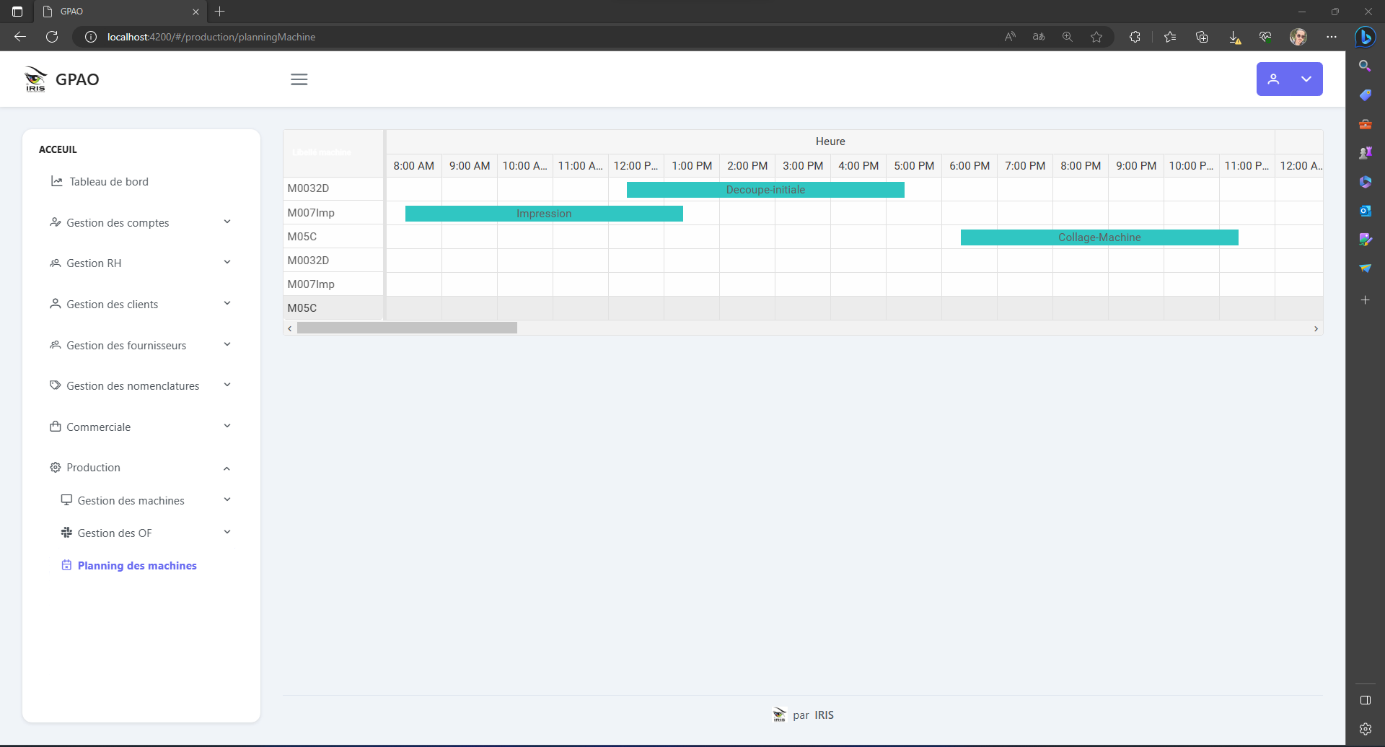 GPAO
localhost:4200/#/production/planningMachine
IRIS
GPAO
ACCEUIL
Tableau de bord
Gestion des comptes
Gestion RH
Gestion des clients
Gestion des fournisseurs
Gestion des nomenclatures
Commerciale
Production
Gestion des machines
Gestion des OF
Planning des machines
Heure
8:00 AM 9:00 AM 10:00 A... 11:00 A... 12:00 P... 1:00 PM 2:00 PM 3:00 PM 4:00 PM 5:00 PM 6:00 PM 7:00 PM 8:00 PM 9:00 PM 10:00 P... 11:00 P... 12:00 A...
M0032D Decoupe-initiale
M007Imp Impression
M05C Collage-Machine
M0032D
M007Imp
M05C
par IRIS